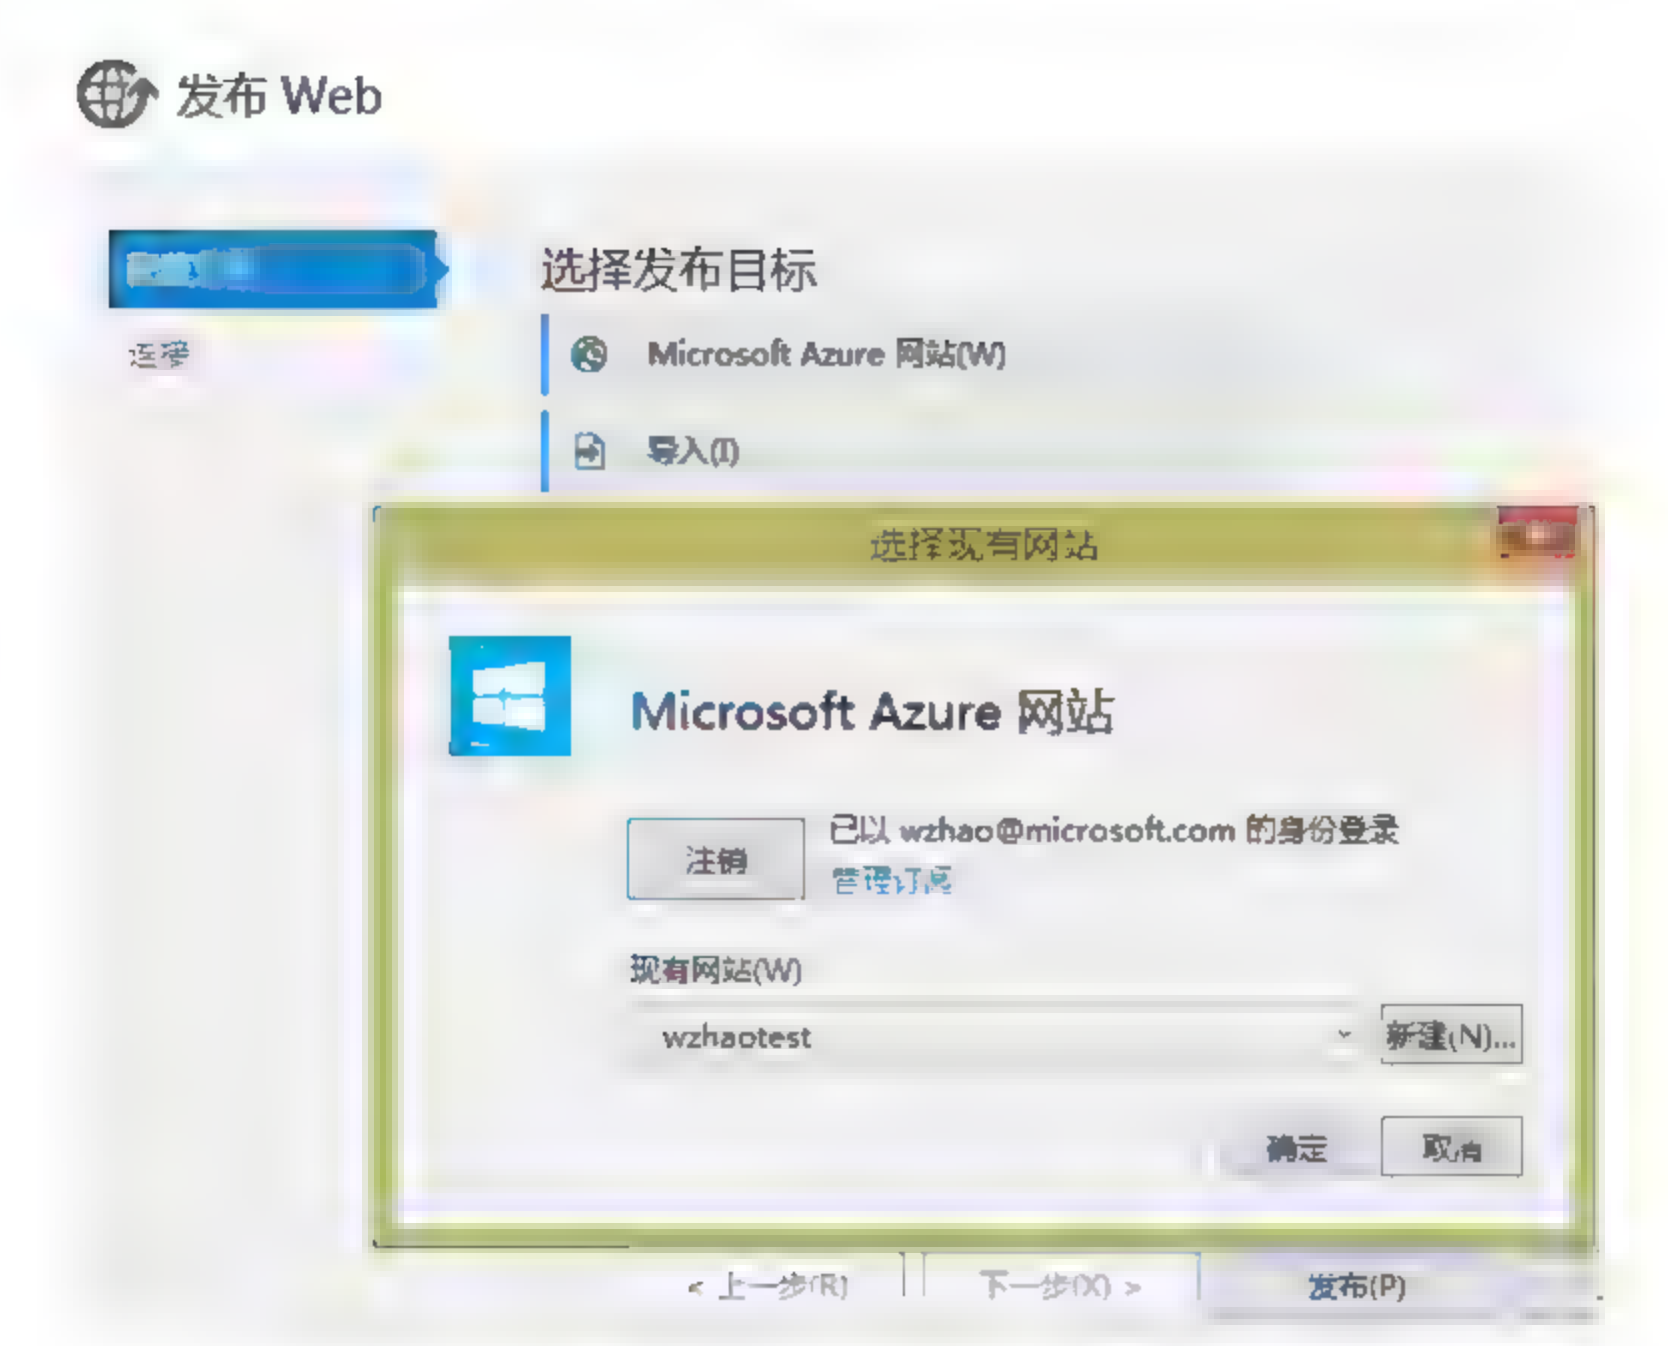 发布 Web
选择发布目标
连接
Microsoft Azure 网站(W)
导入(I)
选择现有网站
Microsoft Azure 网站
已以 wzhao@microsoft.com 的身份登录
注销
管理订阅
现有网站(W)
wzhaotest
新建(N)...
确定
取消
< 上一步(R)
下一步(X) >
发布(P)